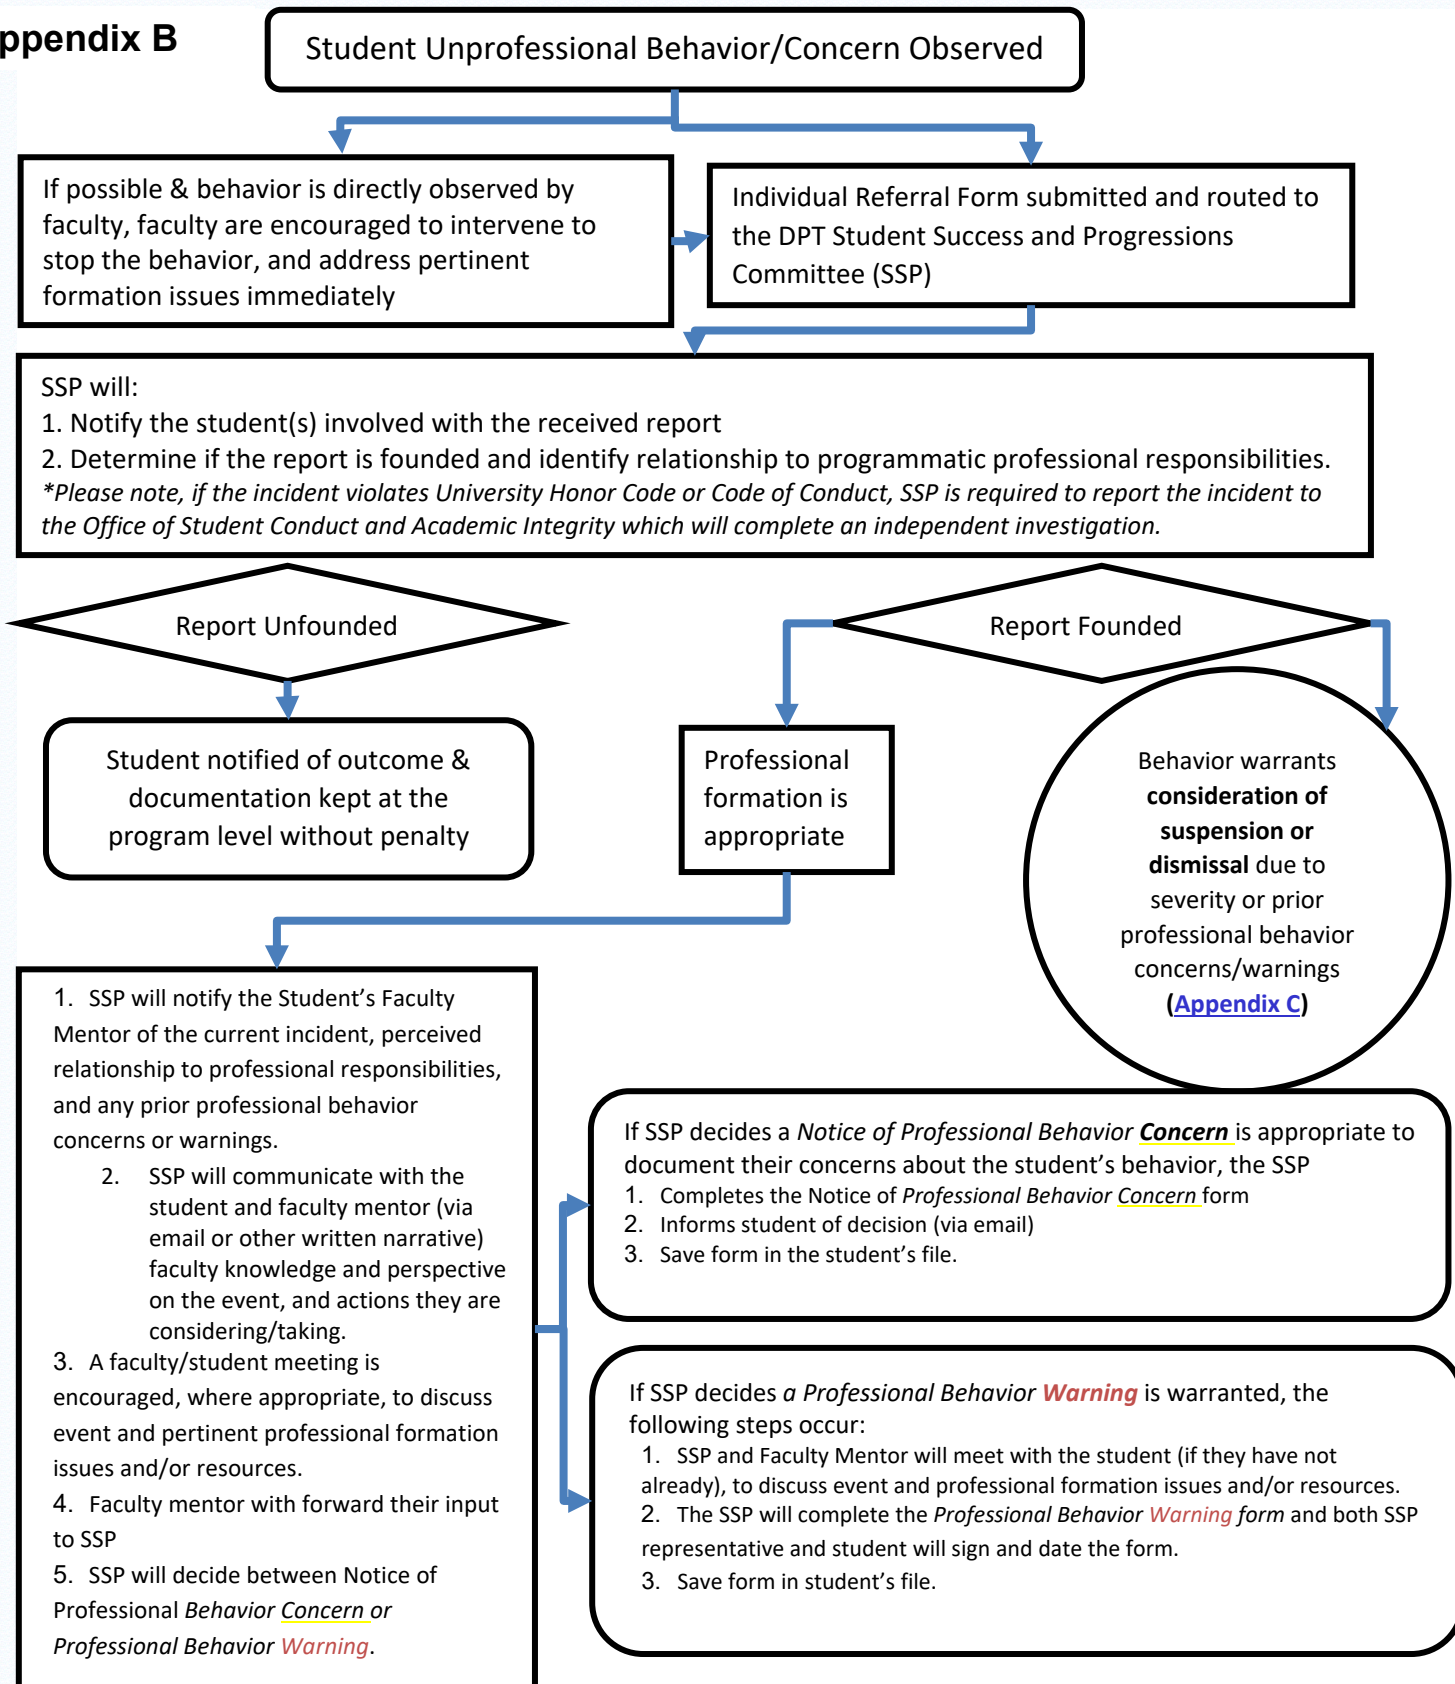 ppendix B
Student Unprofessional Behavior/Concern Observed
If possible & behavior is directly observed by
faculty, faculty are encouraged to intervene to
stop the behavior, and address pertinent
formation issues immediately
Individual Referral Form submitted and routed to
the DPT Student Success and Progressions
Committee (SSP)
SSP will:
1. Notify the student(s) involved with the received report
2. Determine if the report is founded and identify relationship to programmatic professional responsibilities.
*Please note, if the incident violates University Honor Code or Code of Conduct, SSP is required to report the incident to
the Office of Student Conduct and Academic Integrity which will complete an independent investigation.
Report Unfounded
Report Founded
Student notified of outcome &
documentation kept at the
program level without penalty
Professional
formation is
appropriate
Behavior warrants
consideration of
suspension or
dismissal due to
severity or prior
professional behavior
concerns/warnings
(Appendix C)
1. SSP will notify the Student's Faculty
Mentor of the current incident, perceived
relationship to professional responsibilities,
and any prior professional behavior
concerns or warnings.
2. SSP will communicate with the
student and faculty mentor (via
email or other written narrative)
faculty knowledge and perspective
on the event, and actions they are
considering/taking.
3. A faculty/student meeting is
encouraged, where appropriate, to discuss
event and pertinent professional formation
issues and/or resources.
4. Faculty mentor with forward their input
to SSP
5. SSP will decide between Notice of
Professional Behavior Concern or
Professional Behavior Warning.
If SSP decides a Notice of Professional Behavior Concern is appropriate to
document their concerns about the student's behavior, the SSP
1. Completes the Notice of Professional Behavior Concern form
2. Informs student of decision (via email)
3. Save form in the student's file.
If SSP decides a Professional Behavior Warning is warranted, the
following steps occur:
1. SSP and Faculty Mentor will meet with the student (if they have not
already), to discuss event and professional formation issues and/or resources.
2. The SSP will complete the Professional Behavior Warning form and both SSP
representative and student will sign and date the form.
3. Save form in student's file.